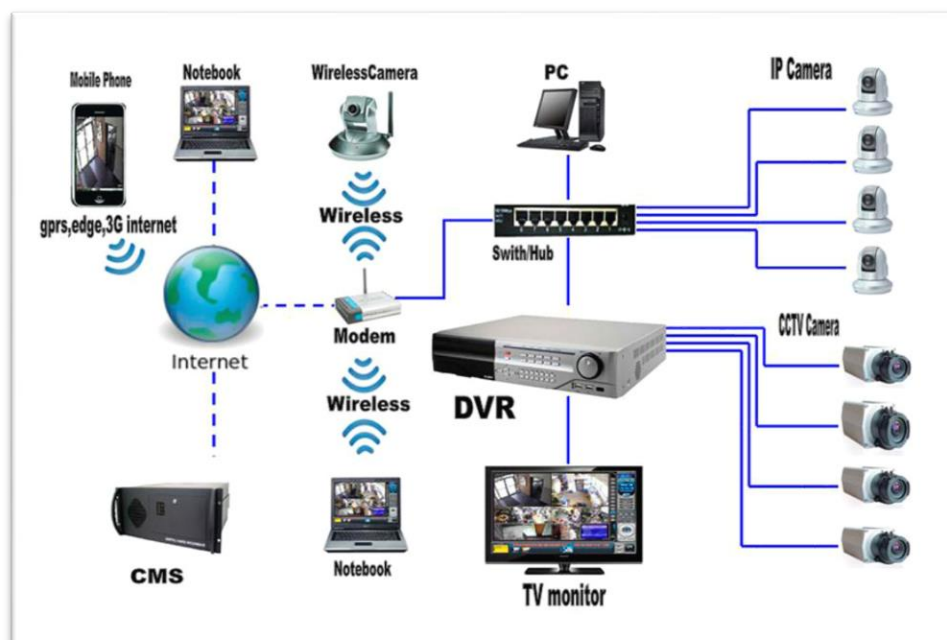 Mobile Phone
Notebook
WirelessCamera
PC
IP Camera
gprs,edge,3G internet
Wireless
Swith/Hub
Internet
Modem
CCTV Camera
Wireless
DVR
CMS
Notebook
TV monitor